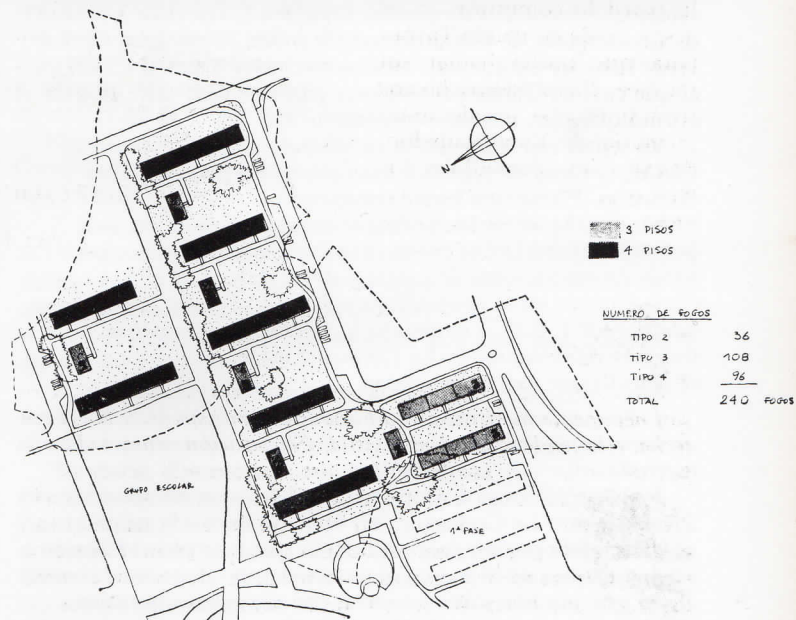 N
3 PISOS
4 PISOS
NUMERO DE FOGOS
TIPO 2 36
TIPO 3 108
TIPO 4 96
TOTAL 240 FOGOS
GRUPO ESCOLAR
1ª FASE